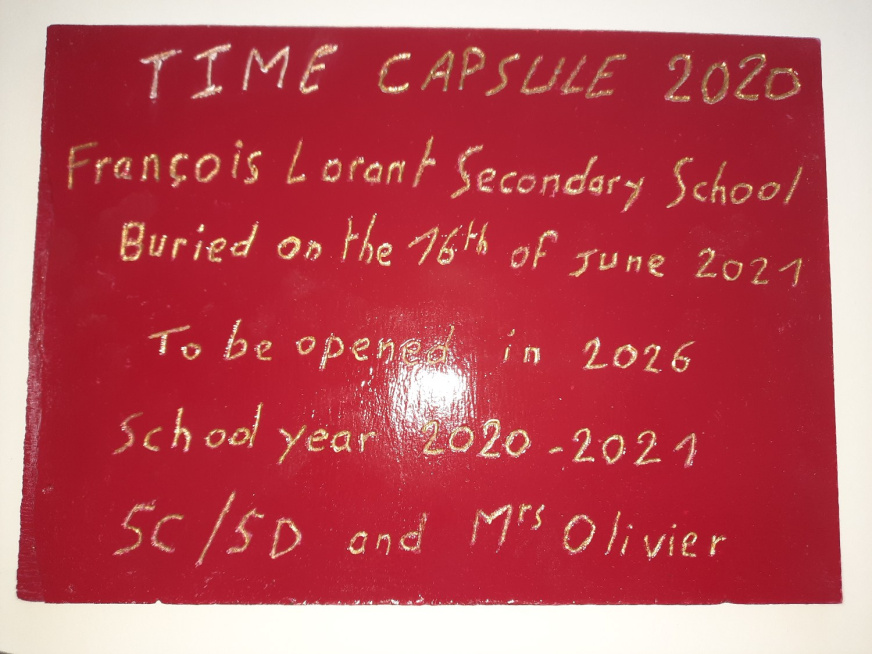 TIME CAPSULE 2020
François Lorant Secondary School
Buried on the 16th of June 2021
To be opened in 2026
School year 2020-2021
5C/5D and Mrs Olivier